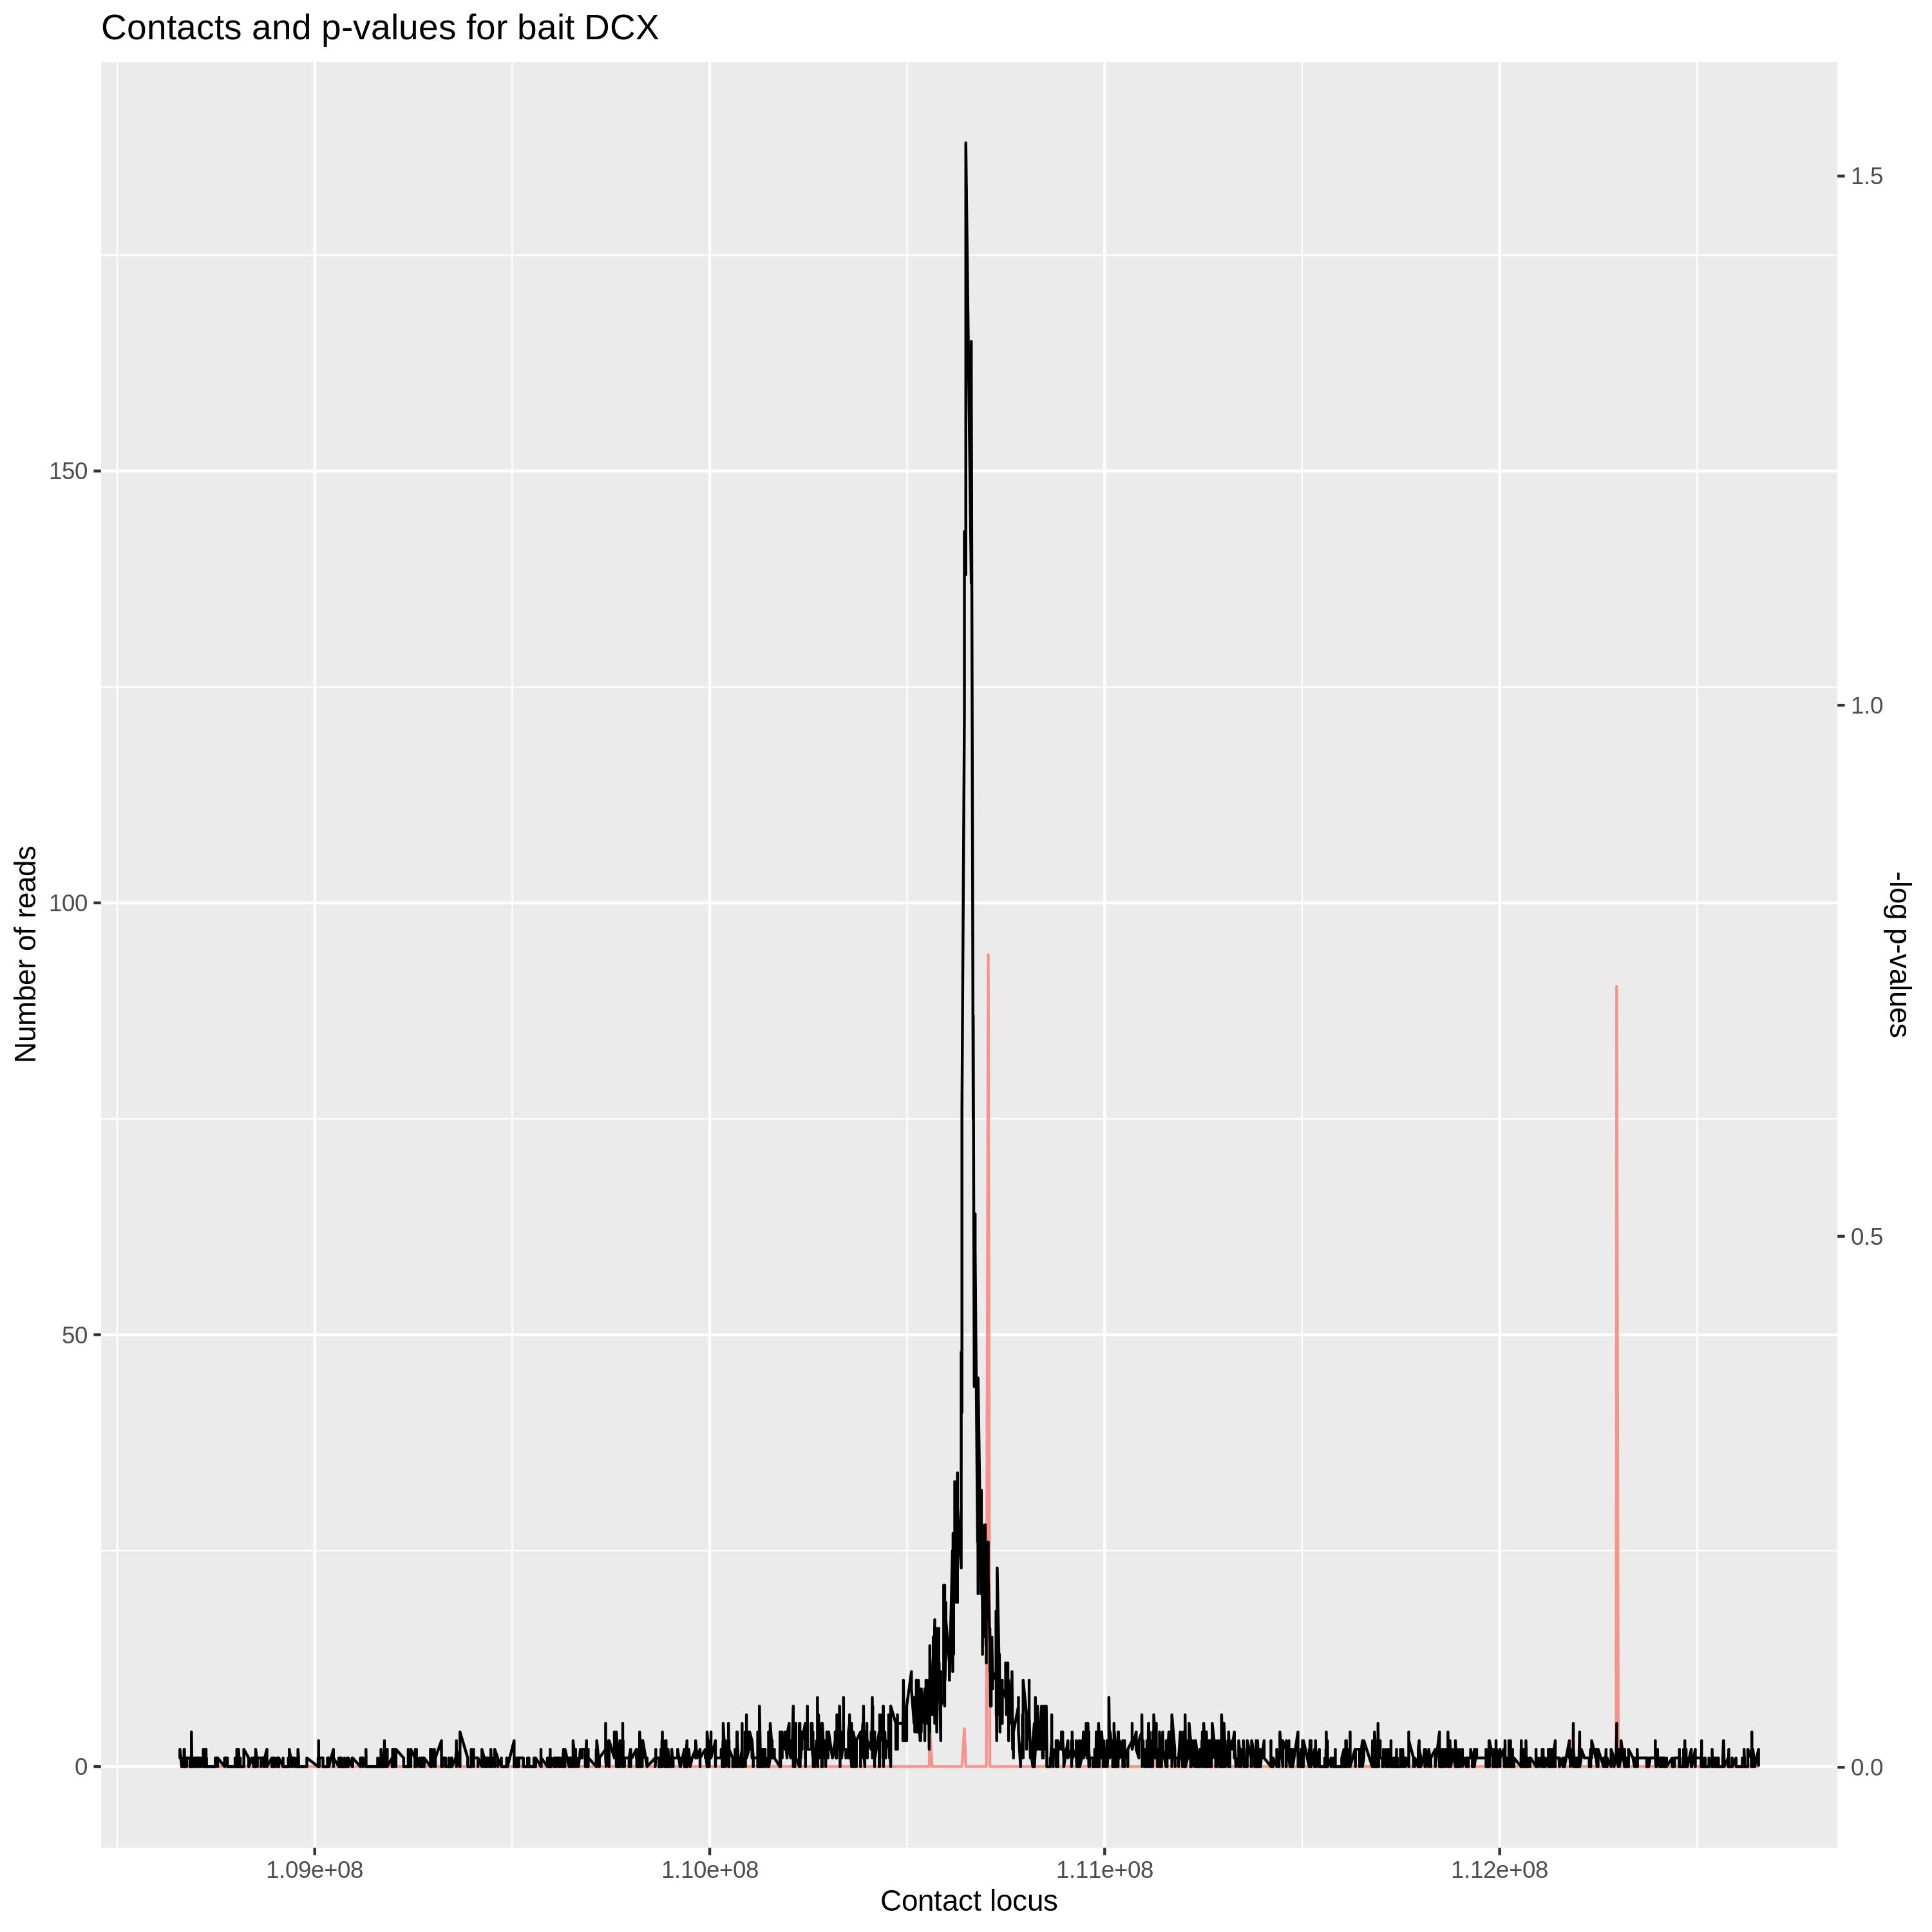 Contacts and p-values for bait DCX
Number of reads
150
100
50
0
1.5
1.0
0.5
0.0
-log p-values
1.09e+08
1.10e+08
1.11e+08
1.12e+08
Contact locus